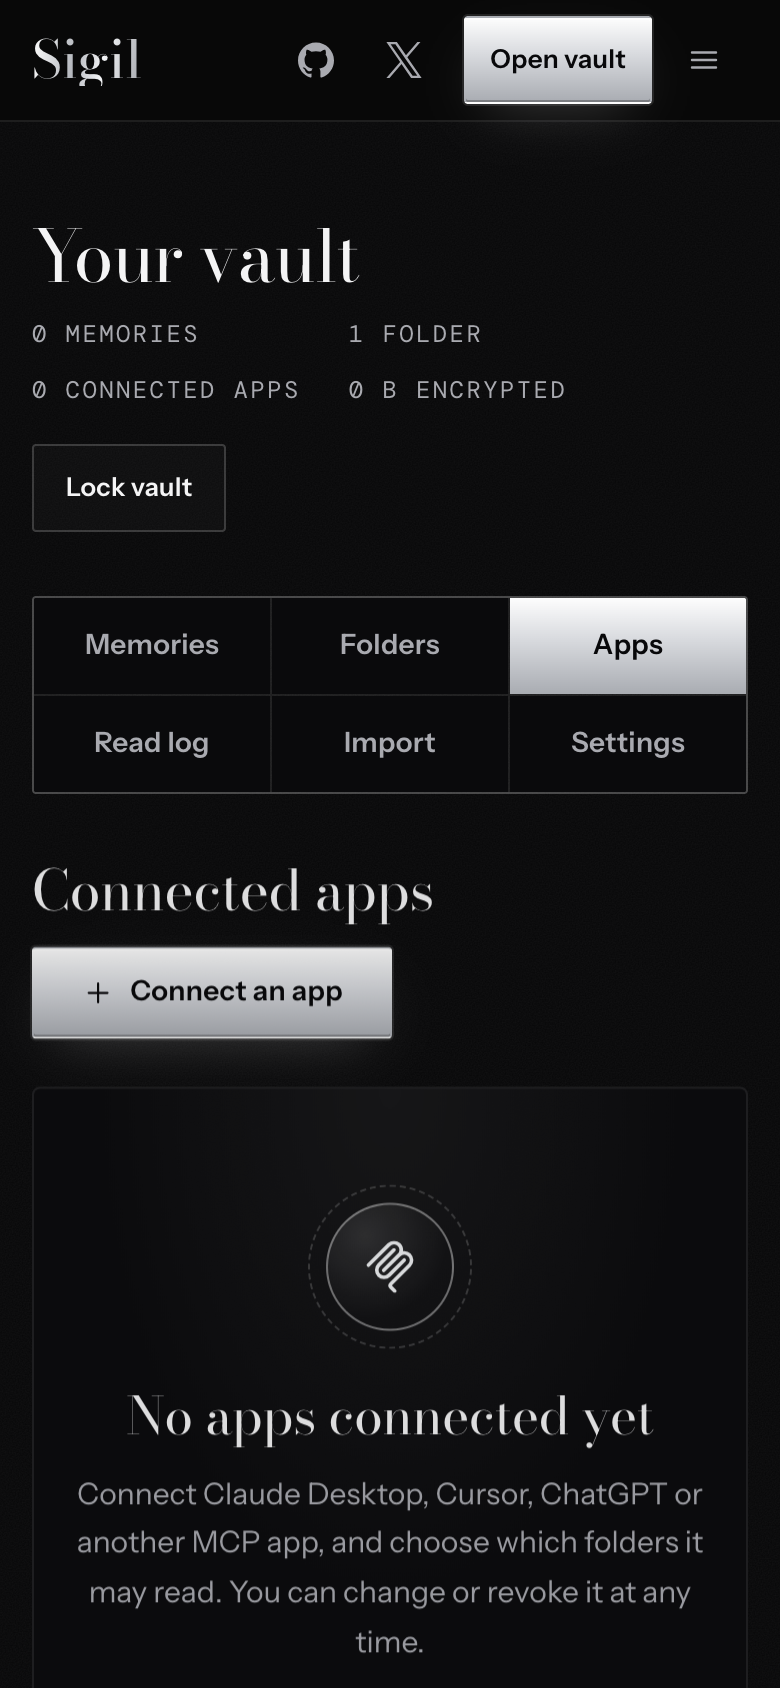 Sigil
Open vault
Your vault
0 MEMORIES 1 FOLDER
0 CONNECTED APPS 0 B ENCRYPTED
Lock vault
Memories Folders Apps
Read log Import Settings
Connected apps
+ Connect an app
No apps connected yet
Connect Claude Desktop, Cursor, ChatGPT or
another MCP app, and choose which folders it
may read. You can change or revoke it at any
time.